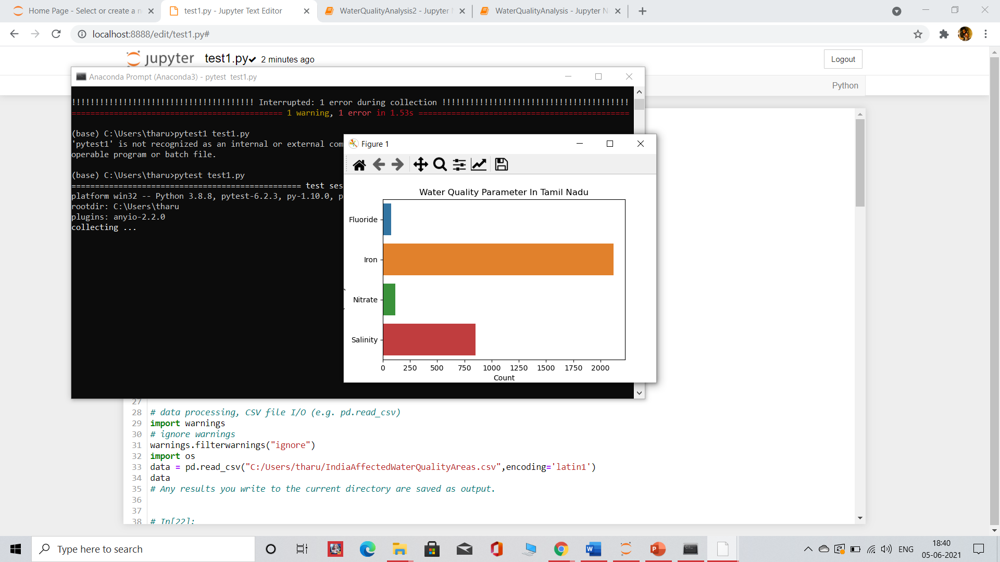 Home Page - Select or create a n
test1.py - Jupyter Text Editor
WaterQualityAnalysis2 - Jupyter
WaterQualityAnalysis - Jupyter N
localhost:8888/edit/test1.py#
jupyter test1.py 2 minutes ago
Logout
Python
Anaconda Prompt (Anaconda3) - pytest test1.py
!!!!!!!!!!!!!!!!!!!!!!!!!!!!!!!!!!!!!!! Interrupted: 1 error during collection !!!!!!!!!!!!!!!!!!!!!!!!!!!!!!!!!!!!!!!!
============================================= 1 warning, 1 error in 1.53s =============================================
(base) C:\Users\tharu>pytest1 test1.py
'pytest1' is not recognized as an internal or external com
operable program or batch file.
(base) C:\Users\tharu>pytest test1.py
================================================= test ses
platform win32 -- Python 3.8.8, pytest-6.2.3, py-1.10.0, p
rootdir: C:\Users\tharu
plugins: anyio-2.2.0
collecting ...
Figure 1
Water Quality Parameter In Tamil Nadu
Fluoride
Iron
Nitrate
Salinity
0 250 500 750 1000 1250 1500 1750 2000
Count
27
28 # data processing, CSV file I/O (e.g. pd.read_csv)
29 import warnings
30 # ignore warnings
31 warnings.filterwarnings("ignore")
32 import os
33 data = pd.read_csv("C:/Users/tharu/IndiaAffectedWaterQualityAreas.csv",encoding='latin1')
34 data
35 # Any results you write to the current directory are saved as output.
36
37
38 # In[22]:
Type here to search
ENG
18:40
05-06-2021